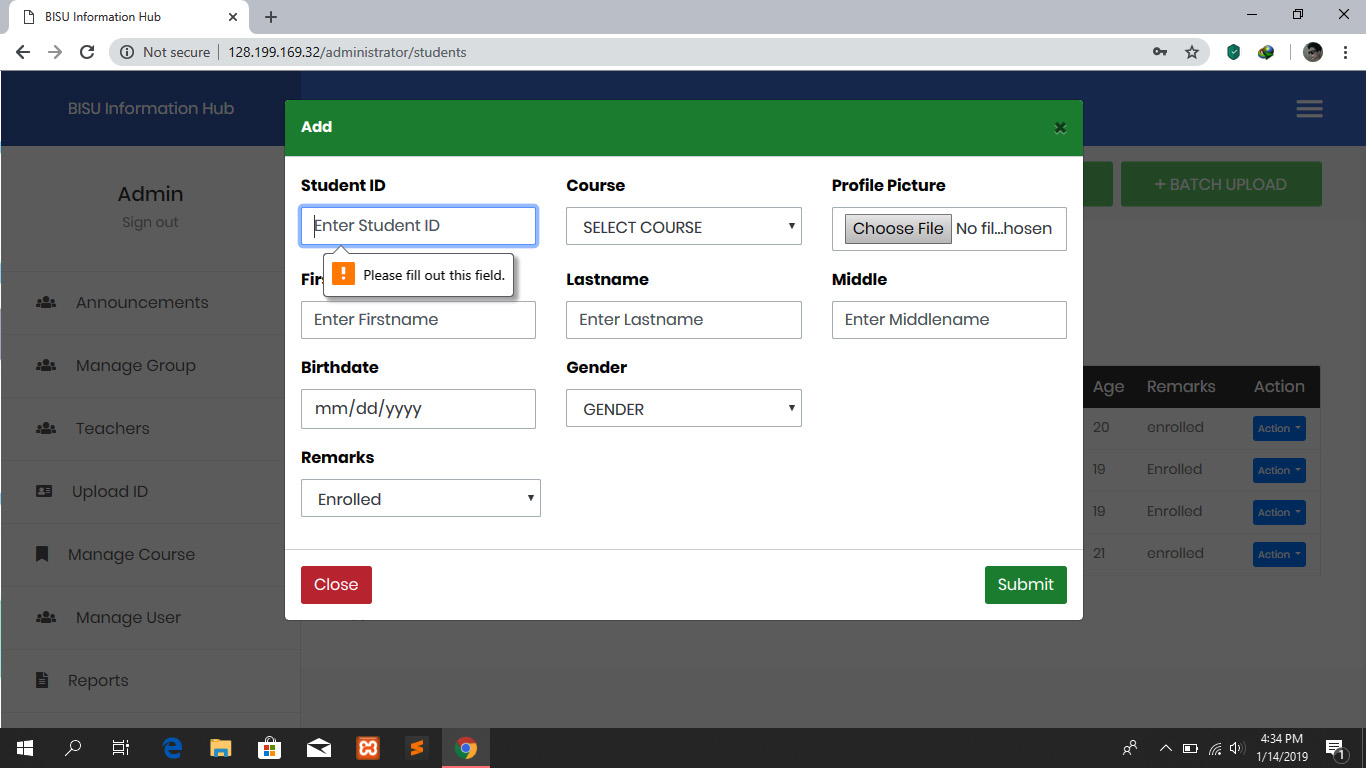 BISU Information Hub
Not secure 128.199.169.32/administrator/students
BISU Information Hub
Admin
Sign out
Announcements
Manage Group
Teachers
Upload ID
Manage Course
Manage User
Reports
+ BATCH UPLOAD
Add
Student ID Course Profile Picture
Enter Student ID SELECT COURSE Choose File No fil...hosen
Please fill out this field.
Lastname Middle
Enter Firstname Enter Lastname Enter Middlename
Birthdate Gender
mm/dd/yyyy GENDER
Remarks
Enrolled
Close Submit
Age Remarks Action
20 enrolled Action
19 Enrolled Action
19 Enrolled Action
21 enrolled Action
4:34 PM
1/14/2019
1